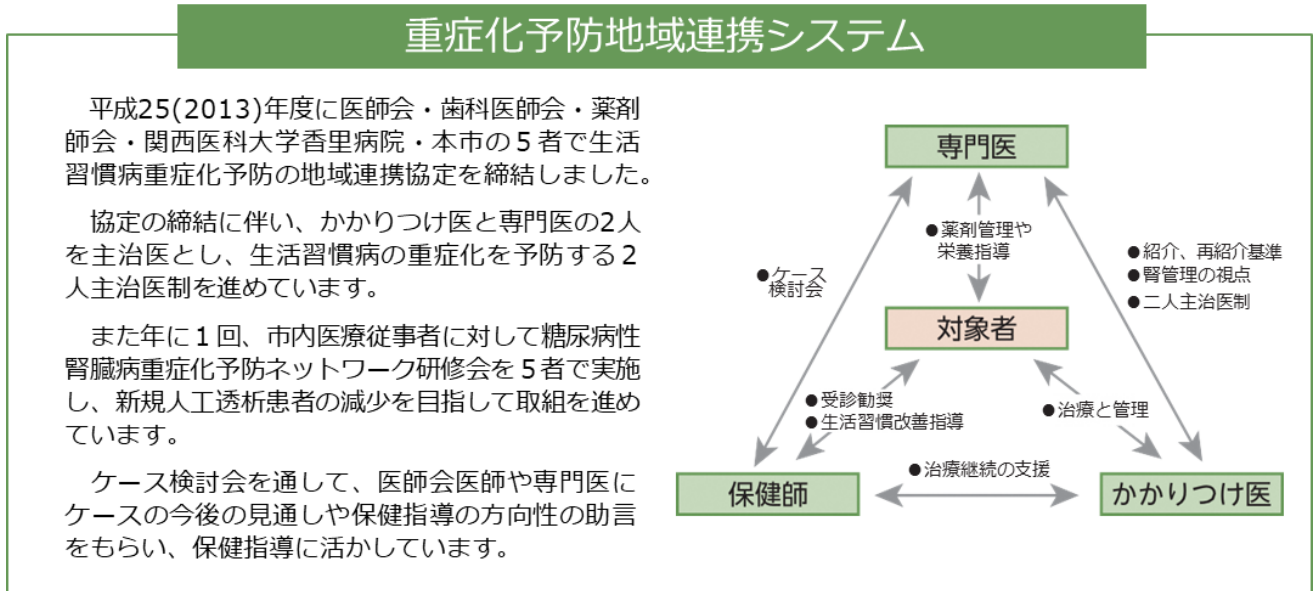 重症化予防地域連携システム
平成25(2013)年度に医師会・歯科医師会・薬剤
師会・関西医科大学香里病院・本市の５者で生活
習慣病重症化予防の地域連携協定を締結しました。
協定の締結に伴い、かかりつけ医と専門医の2人
を主治医とし、生活習慣病の重症化を予防する２
人主治医制を進めています。
また年に１回、市内医療従事者に対して糖尿病性
腎臓病重症化予防ネットワーク研修会を５者で実施
し、新規人工透析患者の減少を目指して取組を進め
ています。
ケース検討会を通して、医師会医師や専門医に
ケースの今後の見通しや保健指導の方向性の助言
をもらい、保健指導に活かしています。
専門医
●薬剤管理や
栄養指導
●ケース
検討会
●紹介、再紹介基準
●腎管理の視点
●二人主治医制
対象者
●受診勧奨
●生活習慣改善指導
●治療と管理
保健師
●治療継続の支援
かかりつけ医